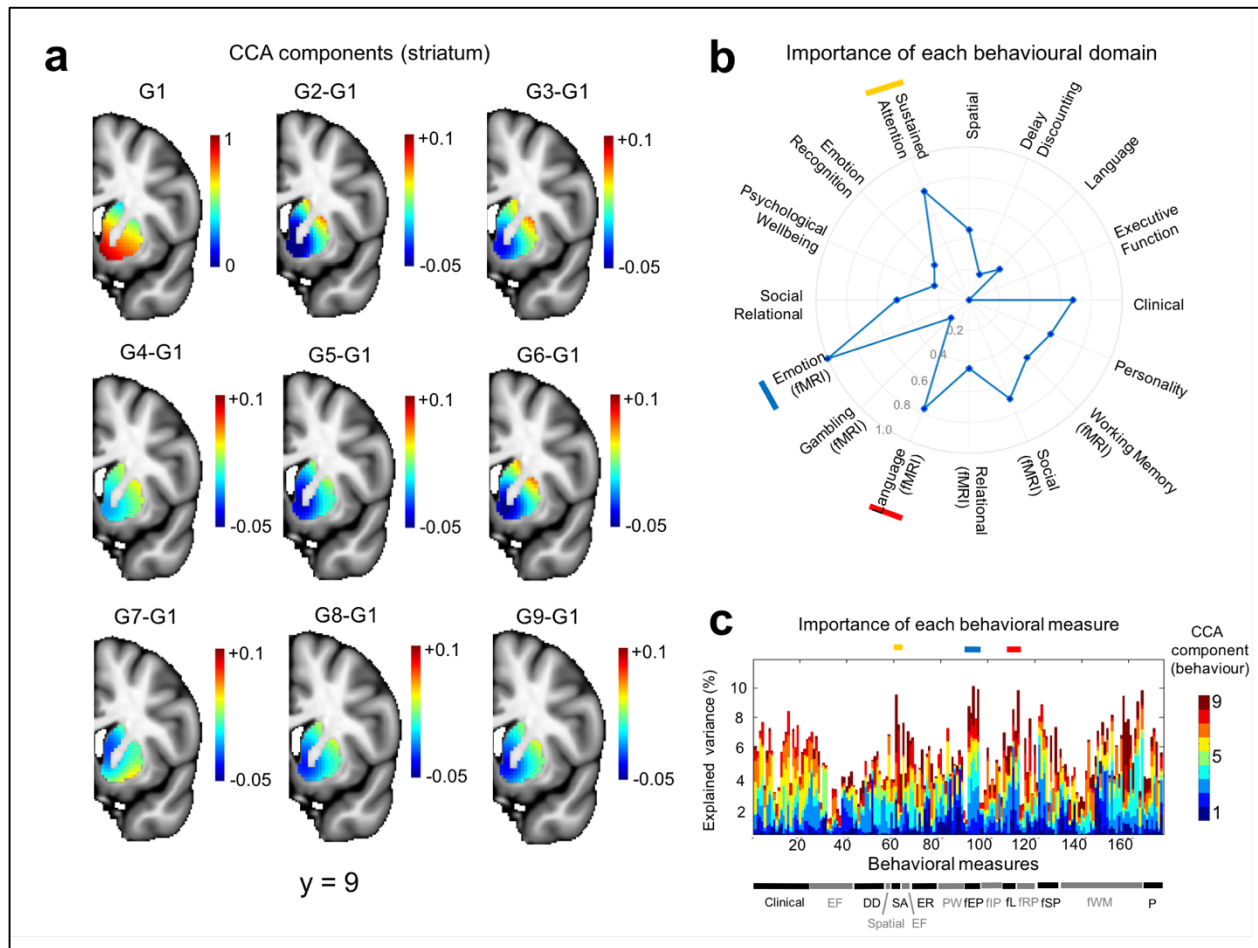 a
CCA components (striatum)
G1
G2-G1
G3-G1
1
0
+0.1
-0.05
+0.1
-0.05
G4-G1
G5-G1
G6-G1
+0.1
-0.05
+0.1
-0.05
+0.1
-0.05
G7-G1
G8-G1
G9-G1
+0.1
-0.05
+0.1
-0.05
+0.1
-0.05
y = 9
b
Importance of each behavioural domain
Spatial
Delay
Discounting
Language
Executive
Function
Clinical
Personality
Working Memory
(fMRI)
Social
(fMRI)
Relational
(fMRI)
Language
(fMRI)
Gambling
(fMRI)
Emotion
(fMRI)
Social
Relational
Psychological
Wellbeing
Emotion
Recognition
Sustained
Attention
0.2
0.4
0.6
0.8
1.0
c
Importance of each behavioral measure
Explained variance (%)
10
8
6
4
2
20 40 60 80 100 120 140 160
Behavioral measures
Clinical EF DD SA ER PW fEP fIP fL fRP fSP fWM P
Spatial EF
CCA
component
(behaviour)
9
5
1